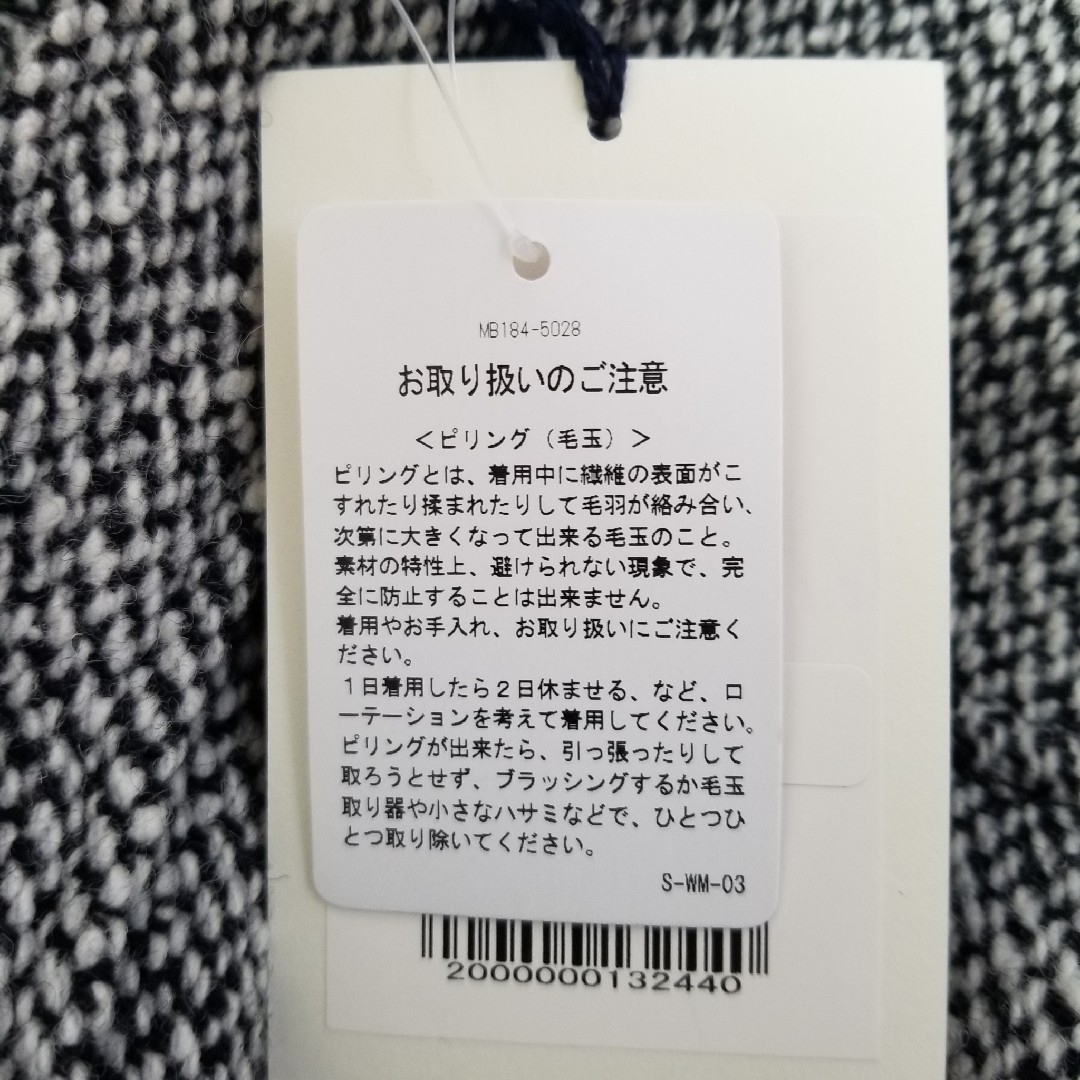 MB184-5028
お取り扱いのご注意
＜ピリング（毛玉）＞
ピリングとは、着用中に繊維の表面がこ
すれたり揉まれたりして毛羽が絡み合い、
次第に大きくなって出来る毛玉のこと。
素材の特性上、避けられない現象で、完
全に防止することは出来ません。
着用やお手入れ、お取り扱いにご注意く
ださい。
１日着用したら２日休ませる、など、ロ
ーテーションを考えて着用してください。
ピリングが出来たら、引っ張ったりして
取ろうとせず、ブラッシングするか毛玉
取り器や小さなハサミなどで、ひとつひ
とつ取り除いてください。
S-WM-03
2000000132440